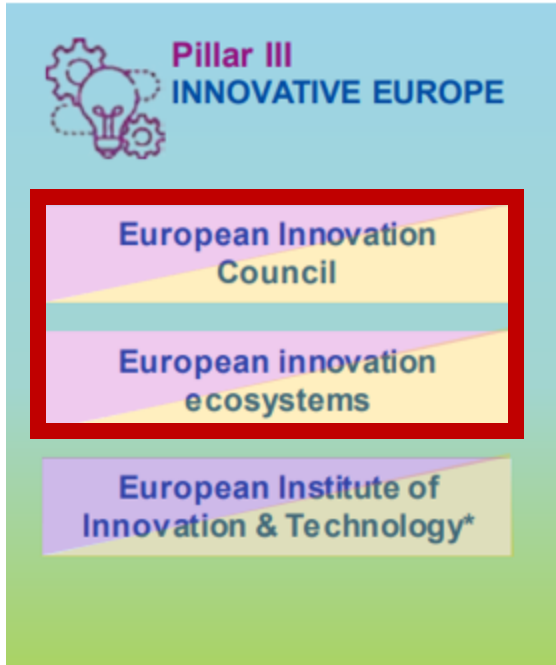 Pillar III
INNOVATIVE EUROPE
European Innovation
Council
European innovation
ecosystems
European Institute of
Innovation & Technology*